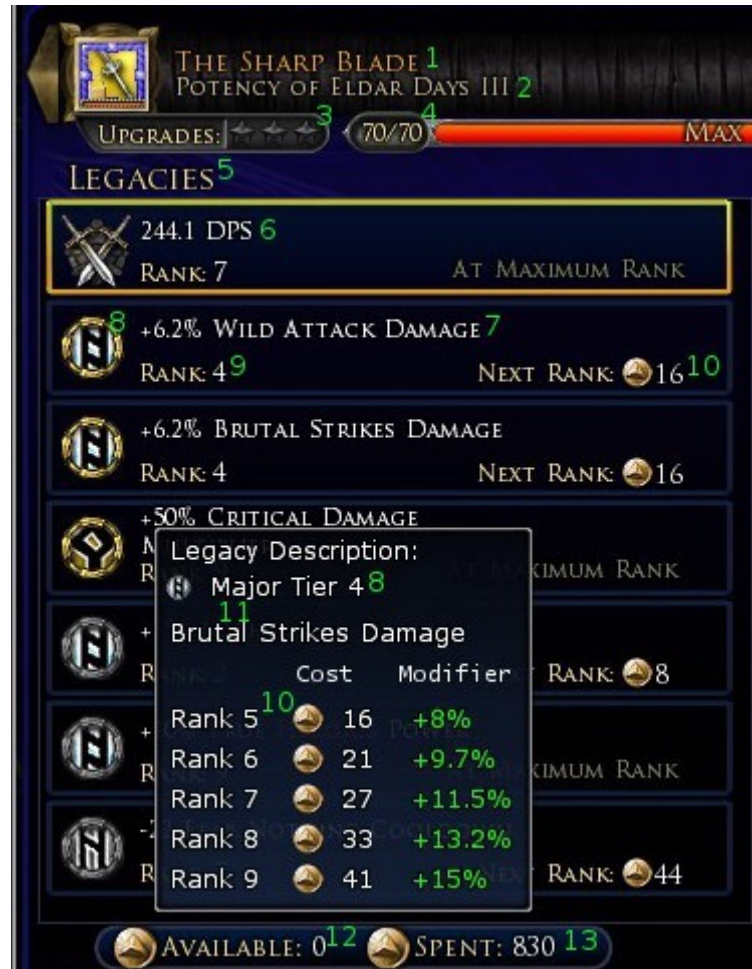 THE SHARP BLADE 1
POTENCY OF ELDAR DAYS III 2
UPGRADES: 3 70/70 4 MAX
LEGACIES 5
244.1 DPS 6
RANK: 7 AT MAXIMUM RANK
8 +6.2% WILD ATTACK DAMAGE 7
RANK: 4 9 NEXT RANK: 16 10
+6.2% BRUTAL STRIKES DAMAGE
RANK: 4 NEXT RANK: 16
+50% CRITICAL DAMAGE
Legacy Description:
Major Tier 4 8
MAXIMUM RANK
11
Brutal Strikes Damage
Cost Modifier
RANK: 8
Rank 5 10 16 +8%
POWER
Rank 6 21 +9.7%
Rank 7 27 +11.5%
MAXIMUM RANK
Rank 8 33 +13.2%
Rank 9 41 +15%
RANK: 44
AVAILABLE: 0 12 SPENT: 830 13